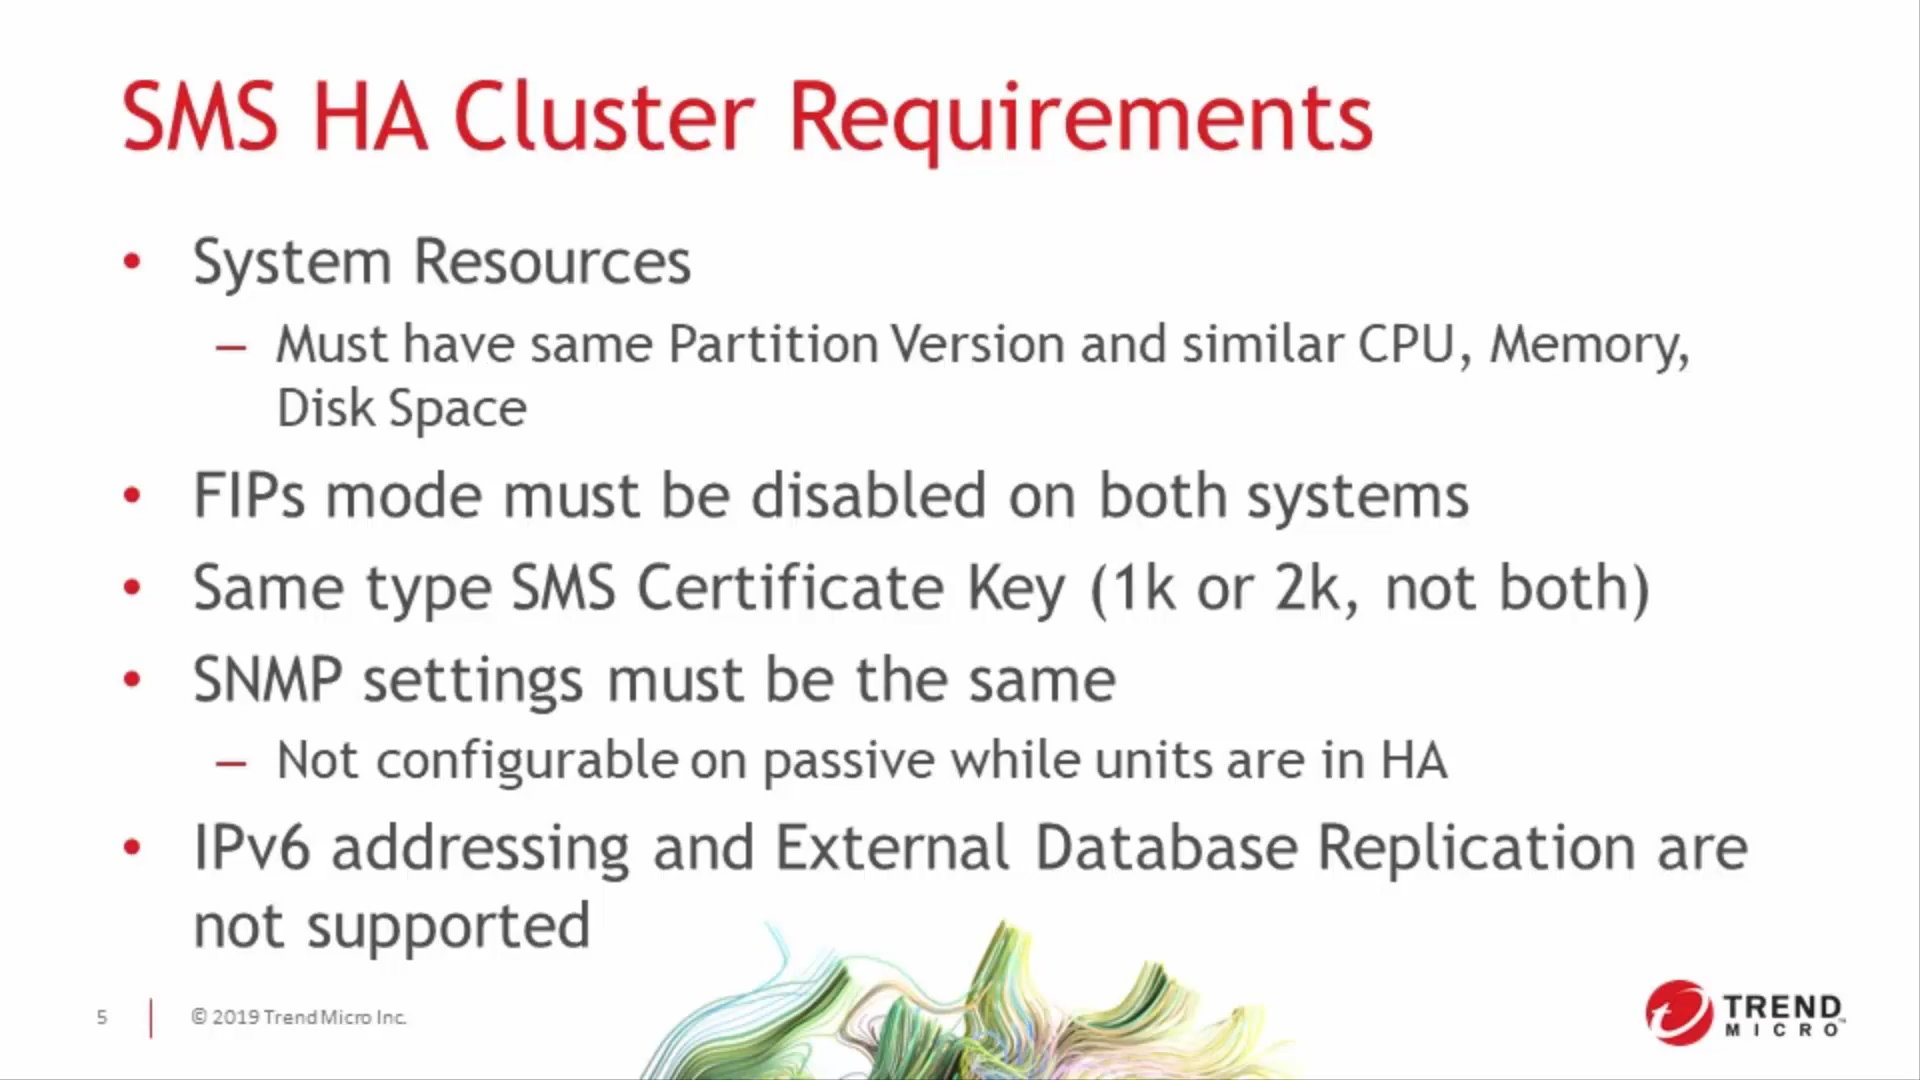 SMS HA Cluster Requirements
• System Resources
– Must have same Partition Version and similar CPU, Memory,
Disk Space
• FIPs mode must be disabled on both systems
• Same type SMS Certificate Key (1k or 2k, not both)
• SNMP settings must be the same
– Not configurable on passive while units are in HA
• IPv6 addressing and External Database Replication are
not supported
5
© 2019 Trend Micro Inc.
TREND
MICRO™